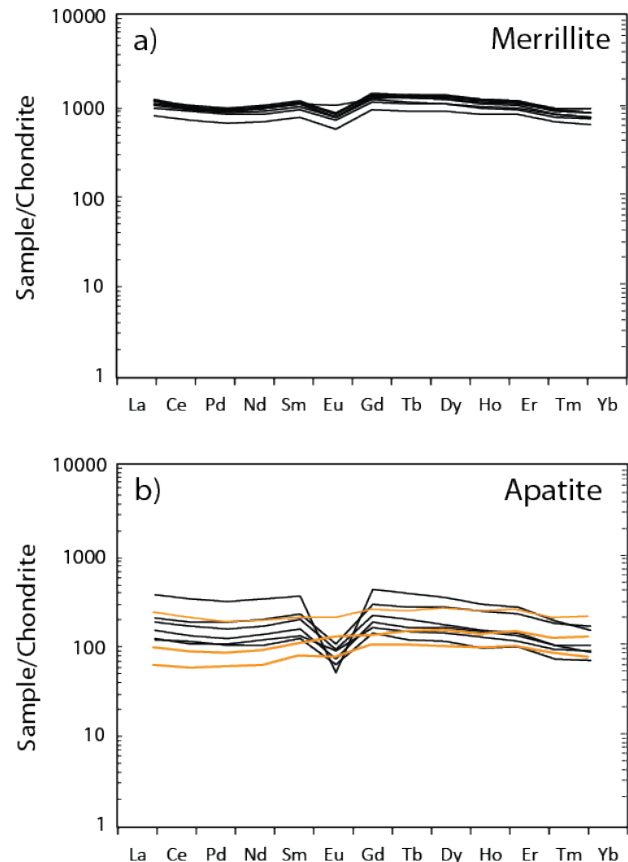 a) Merrillite
10000
1000
100
10
1
Sample/Chondrite
La Ce Pd Nd Sm Eu Gd Tb Dy Ho Er Tm Yb
b) Apatite
10000
1000
100
10
1
Sample/Chondrite
La Ce Pd Nd Sm Eu Gd Tb Dy Ho Er Tm Yb